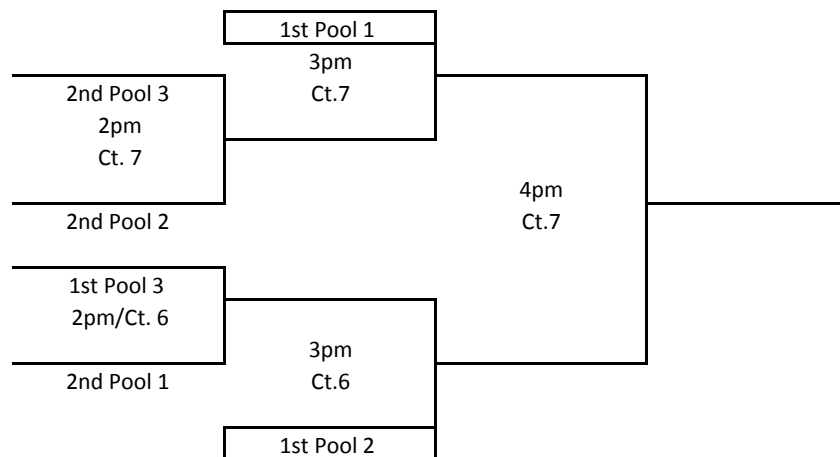 1st Pool 1
3pm
Ct.7
2nd Pool 3
2pm
Ct. 7
2nd Pool 2
4pm
Ct.7
1st Pool 3
2pm/Ct. 6
2nd Pool 1
3pm
Ct.6
1st Pool 2